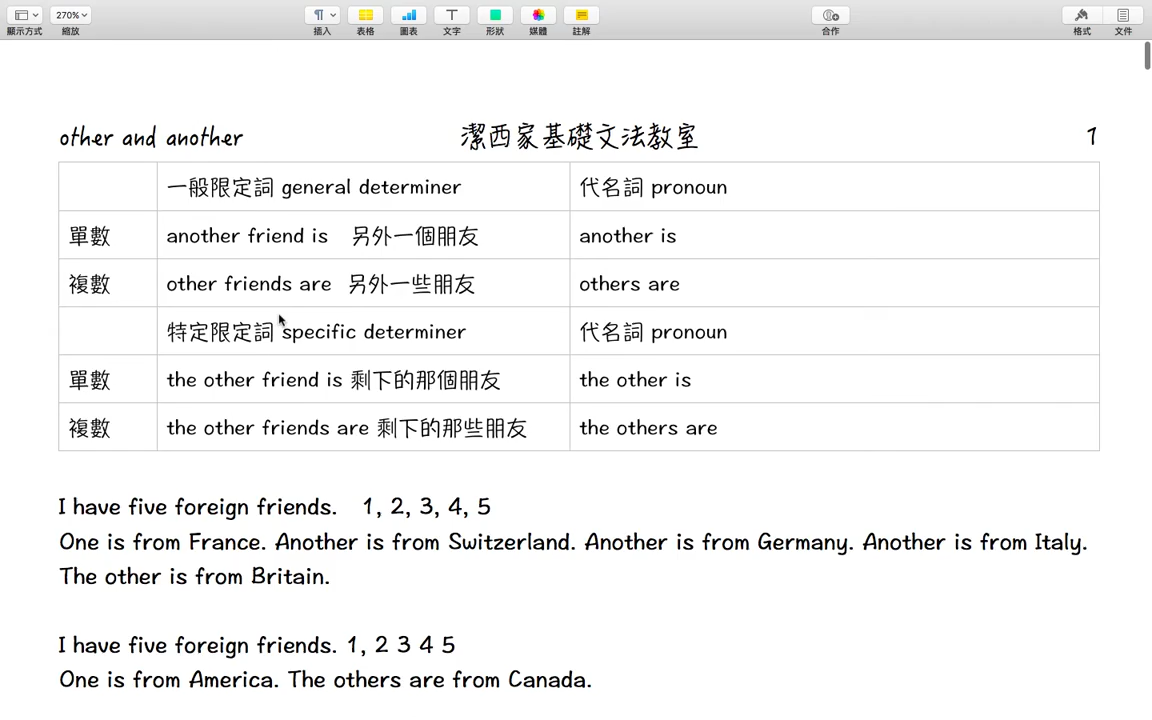 270%
顯示方式 縮放 插入 表格 圖表 文字 形狀 媒體 註解 合作 格式 文件
other and another 潔西家基礎文法教室 1
一般限定詞 general determiner 代名詞 pronoun
單數 another friend is 另外一個朋友 another is
複數 other friends are 另外一些朋友 others are
特定限定詞 specific determiner 代名詞 pronoun
單數 the other friend is 剩下的那個朋友 the other is
複數 the other friends are 剩下的那些朋友 the others are
I have five foreign friends. 1, 2, 3, 4, 5
One is from France. Another is from Switzerland. Another is from Germany. Another is from Italy.
The other is from Britain.
I have five foreign friends. 1, 2 3 4 5
One is from America. The others are from Canada.